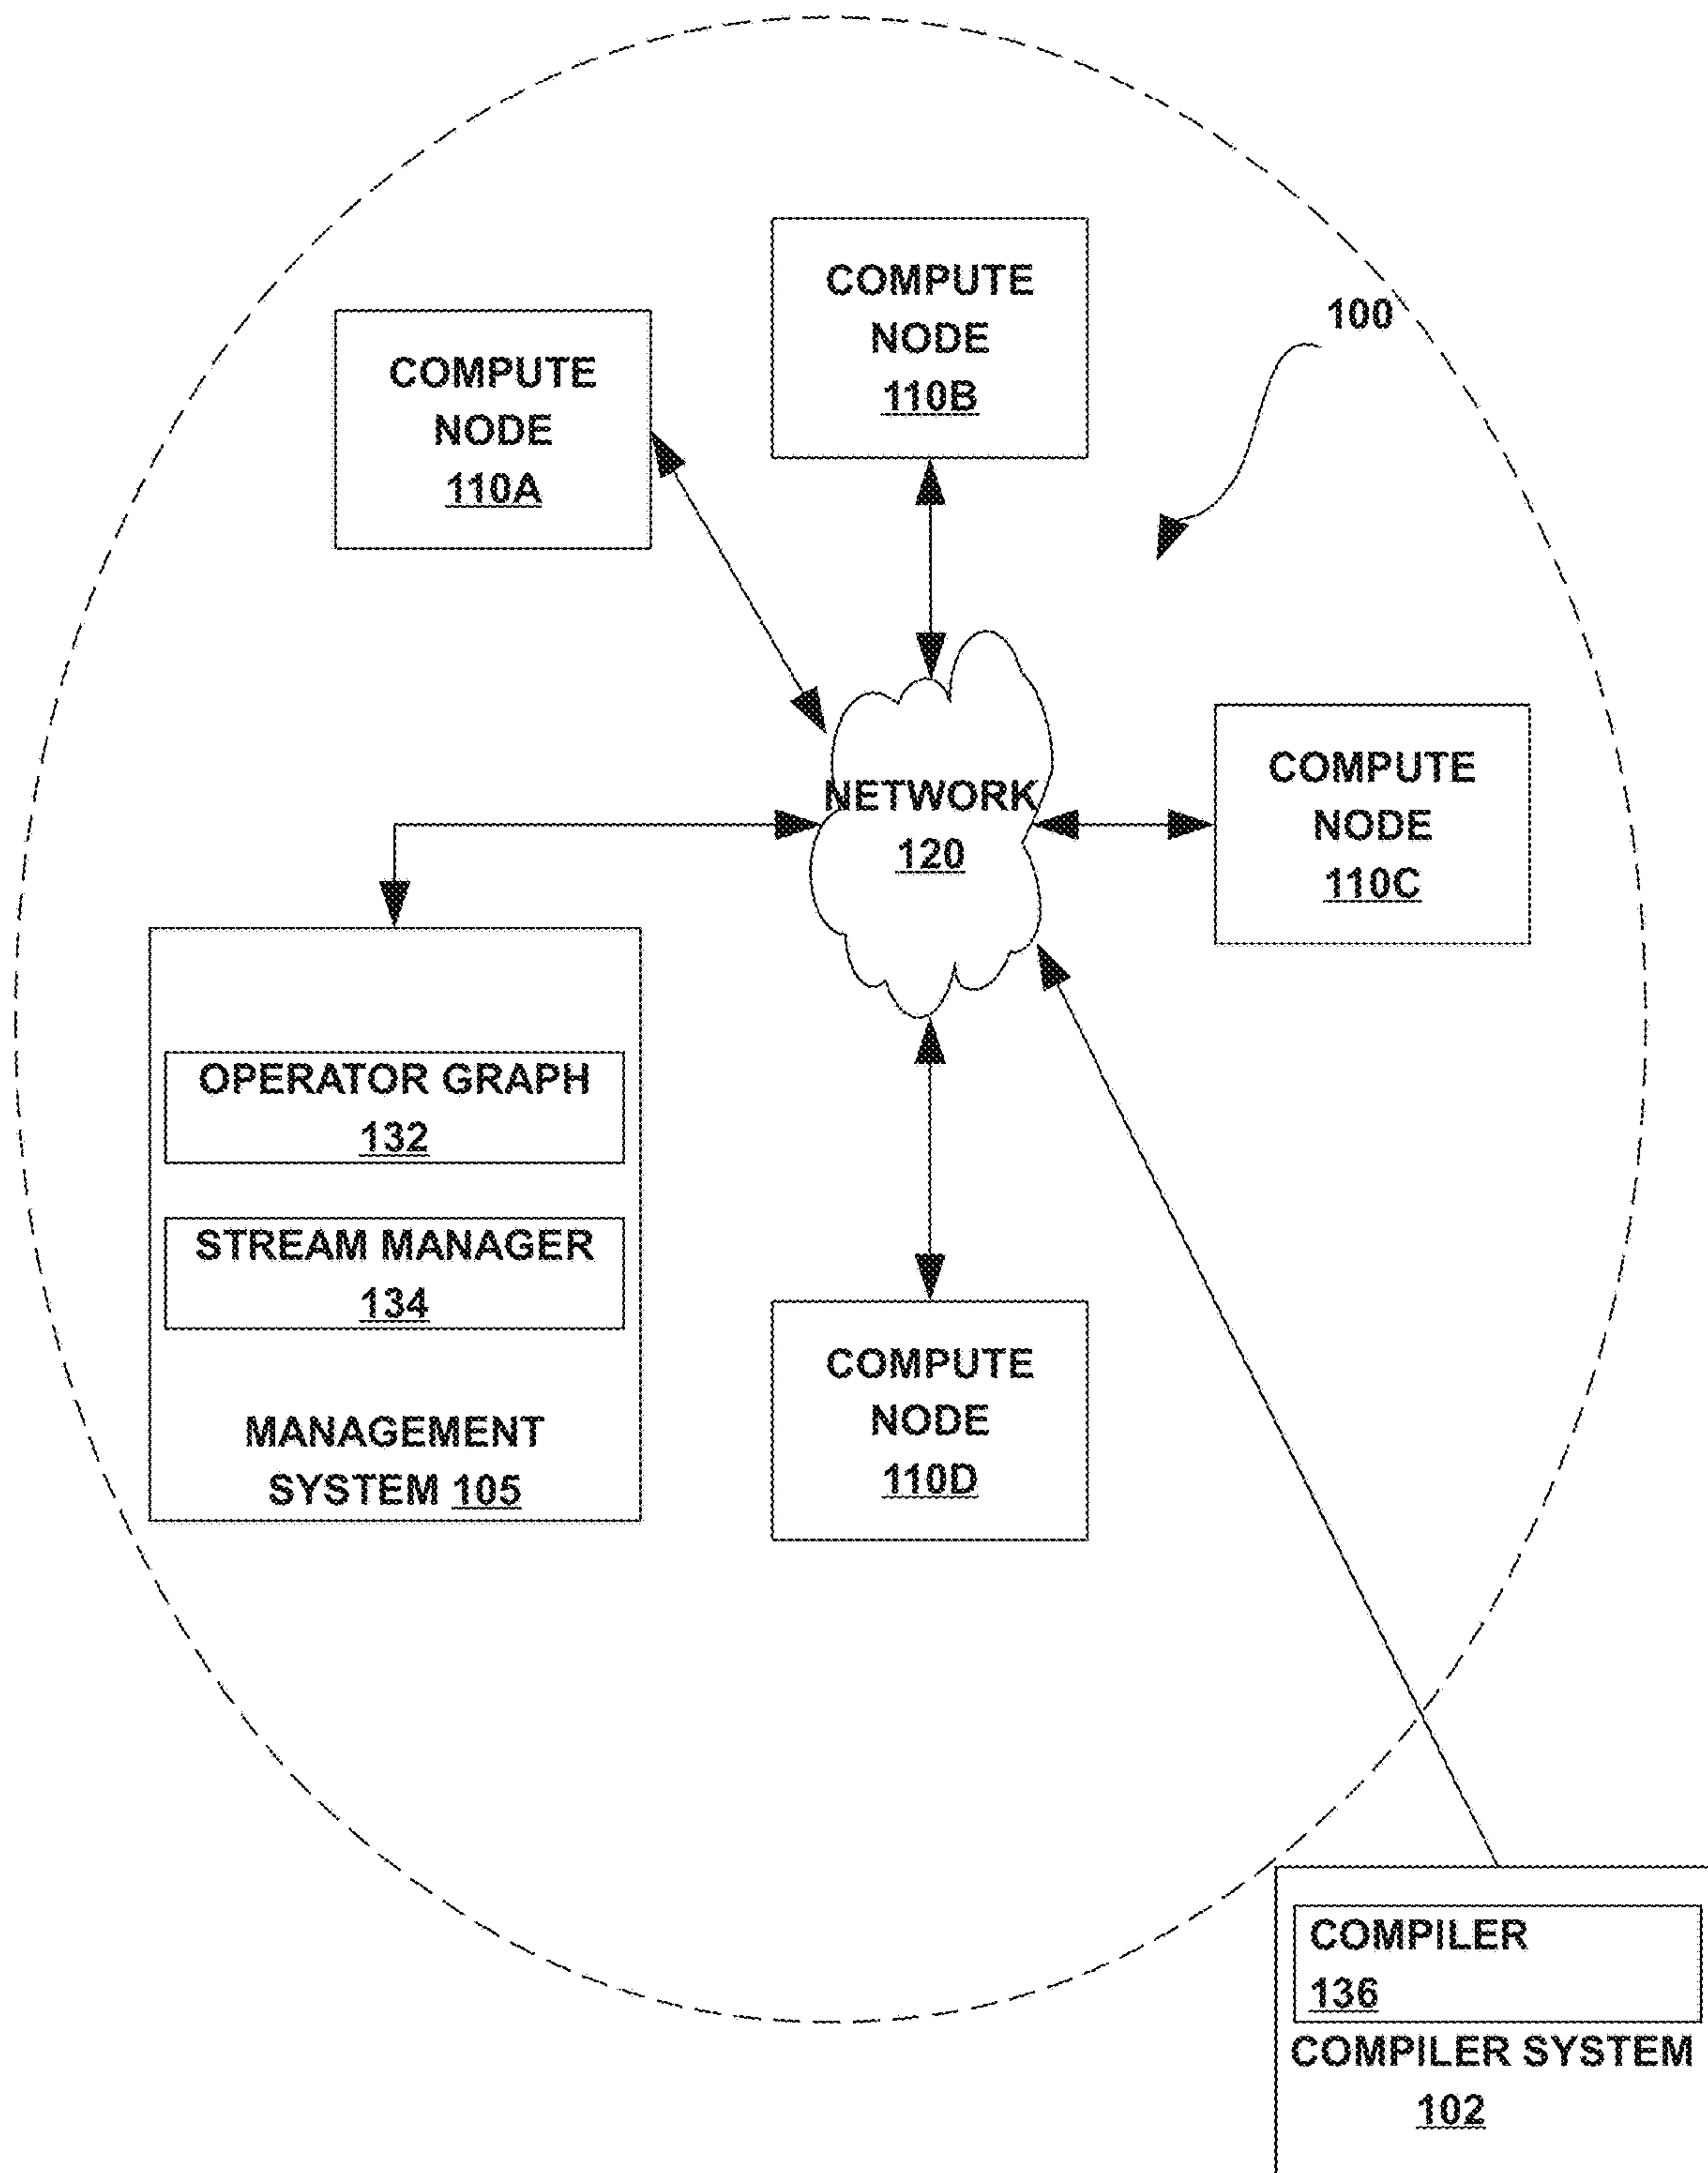 COMPUTE
NODE
110B
100
COMPUTE
NODE
110A
COMPUTE
NODE
110C
NETWORK
120
OPERATOR GRAPH
132
STREAM MANAGER
134
MANAGEMENT
SYSTEM 105
COMPUTE
NODE
110D
COMPILER
136
COMPILER SYSTEM
102